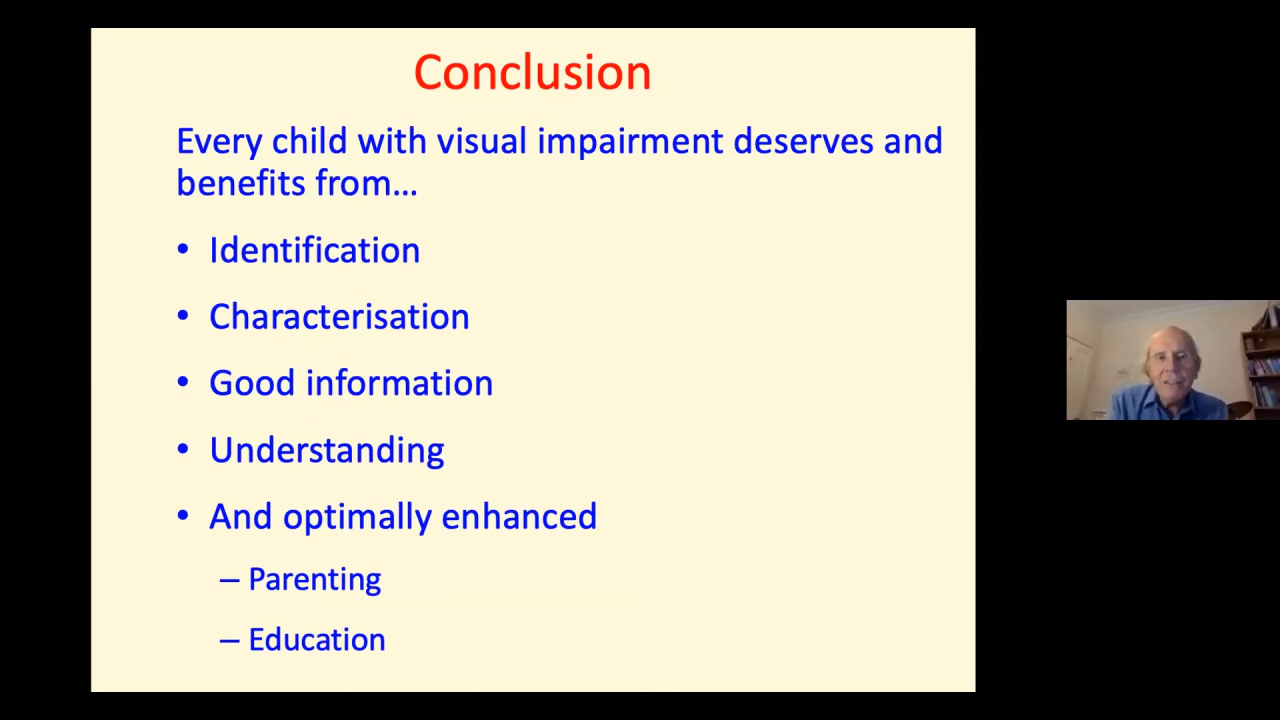 Conclusion
Every child with visual impairment deserves and
benefits from...
• Identification
• Characterisation
• Good information
• Understanding
• And optimally enhanced
– Parenting
– Education